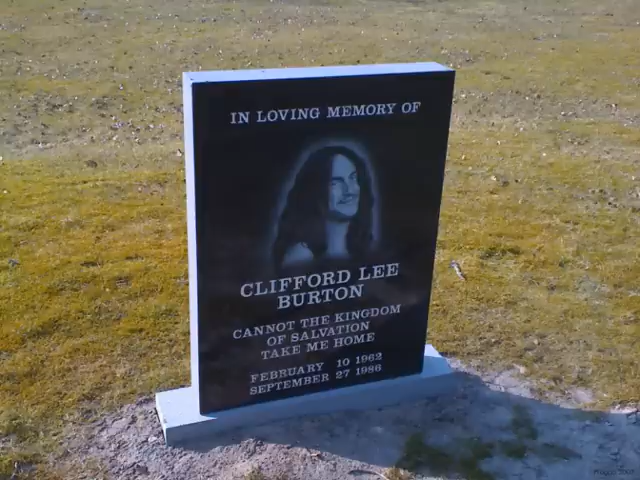 IN LOVING MEMORY OF
CLIFFORD LEE
BURTON
CANNOT THE KINGDOM
OF SALVATION
TAKE ME HOME
FEBRUARY 10 1962
SEPTEMBER 27 1986